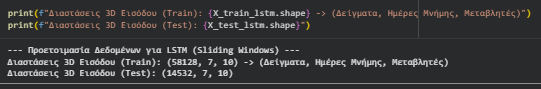 print(f"Διαστάσεις 3D Εισόδου (Train): {X_train_lstm.shape} -> (Δείγματα, Ημέρες Μνήμης, Μεταβλητές)")
print(f"Διαστάσεις 3D Εισόδου (Test): {X_test_lstm.shape}")
--- Προετοιμασία Δεδομένων για LSTM (Sliding Windows) ---
Διαστάσεις 3D Εισόδου (Train): (58128, 7, 10) -> (Δείγματα, Ημέρες Μνήμης, Μεταβλητές)
Διαστάσεις 3D Εισόδου (Test): (14532, 7, 10)